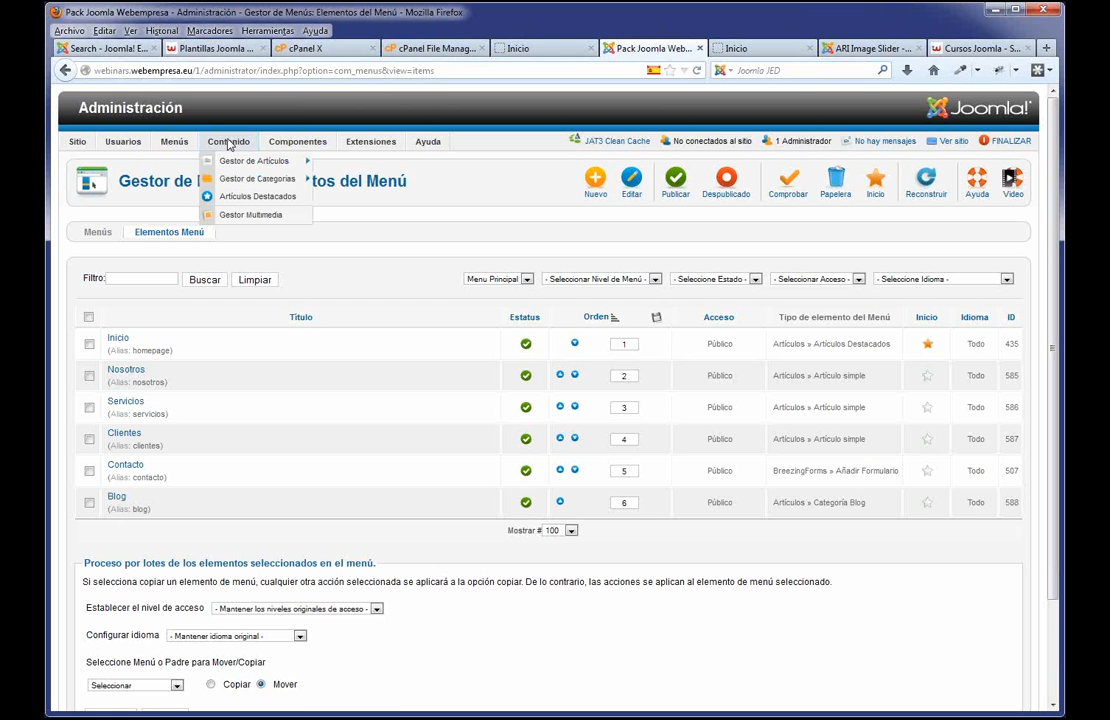 Pack Joomla Webempresa - Administración - Gestor de Menús: Elementos del Menú - Mozilla Firefox
Archivo Editar Ver Historial Marcadores Herramientas Ayuda
Search - Joomla! E... Plantillas Joomla ... cPanel X cPanel File Manag... Inicio Pack Joomla Web... Inicio ARI Image Slider -... Cursos Joomla - S...
webinars.webempresa.eu/1/administrator/index.php?option=com_menus&view=items Joomla JED
Administración Joomla!
Sitio Usuarios Menús Contenido Componentes Extensiones Ayuda JAT3 Clean Cache No conectados al sitio 1 Administrador No hay mensajes Ver sitio FINALIZAR
Gestor de Artículos
Gestor de Categorías
Artículos Destacados
Gestor Multimedia
Gestor de tos del Menú
Nuevo Editar Publicar Despublicado Comprobar Papelera Inicio Reconstruir Ayuda Video
Menús Elementos Menú
Filtro: Buscar Limpiar Menu Principal - Seleccionar Nivel de Menú - - Seleccione Estado - - Seleccionar Acceso - - Seleccione Idioma -
Título Estatus Orden Acceso Tipo de elemento del Menú Inicio Idioma ID
Inicio
(Alias: homepage)
1 Público Artículos » Artículos Destacados Todo 435
Nosotros
(Alias: nosotros)
2 Público Artículos » Artículo simple Todo 585
Servicios
(Alias: servicios)
3 Público Artículos » Artículo simple Todo 586
Clientes
(Alias: clientes)
4 Público Artículos » Artículo simple Todo 587
Contacto
(Alias: contacto)
5 Público BreezingForms » Añadir Formulario Todo 507
Blog
(Alias: blog)
6 Público Artículos » Categoría Blog Todo 588
Mostrar # 100
Proceso por lotes de los elementos seleccionados en el menú.
Si selecciona copiar un elemento de menú, cualquier otra acción seleccionada se aplicará a la opción copiar. De lo contrario, las acciones se aplican al elemento de menú seleccionado.
Establecer el nivel de acceso - Mantener los niveles originales de acceso -
Configurar idioma - Mantener idioma original -
Seleccione Menú o Padre para Mover/Copiar
Seleccionar Copiar Mover